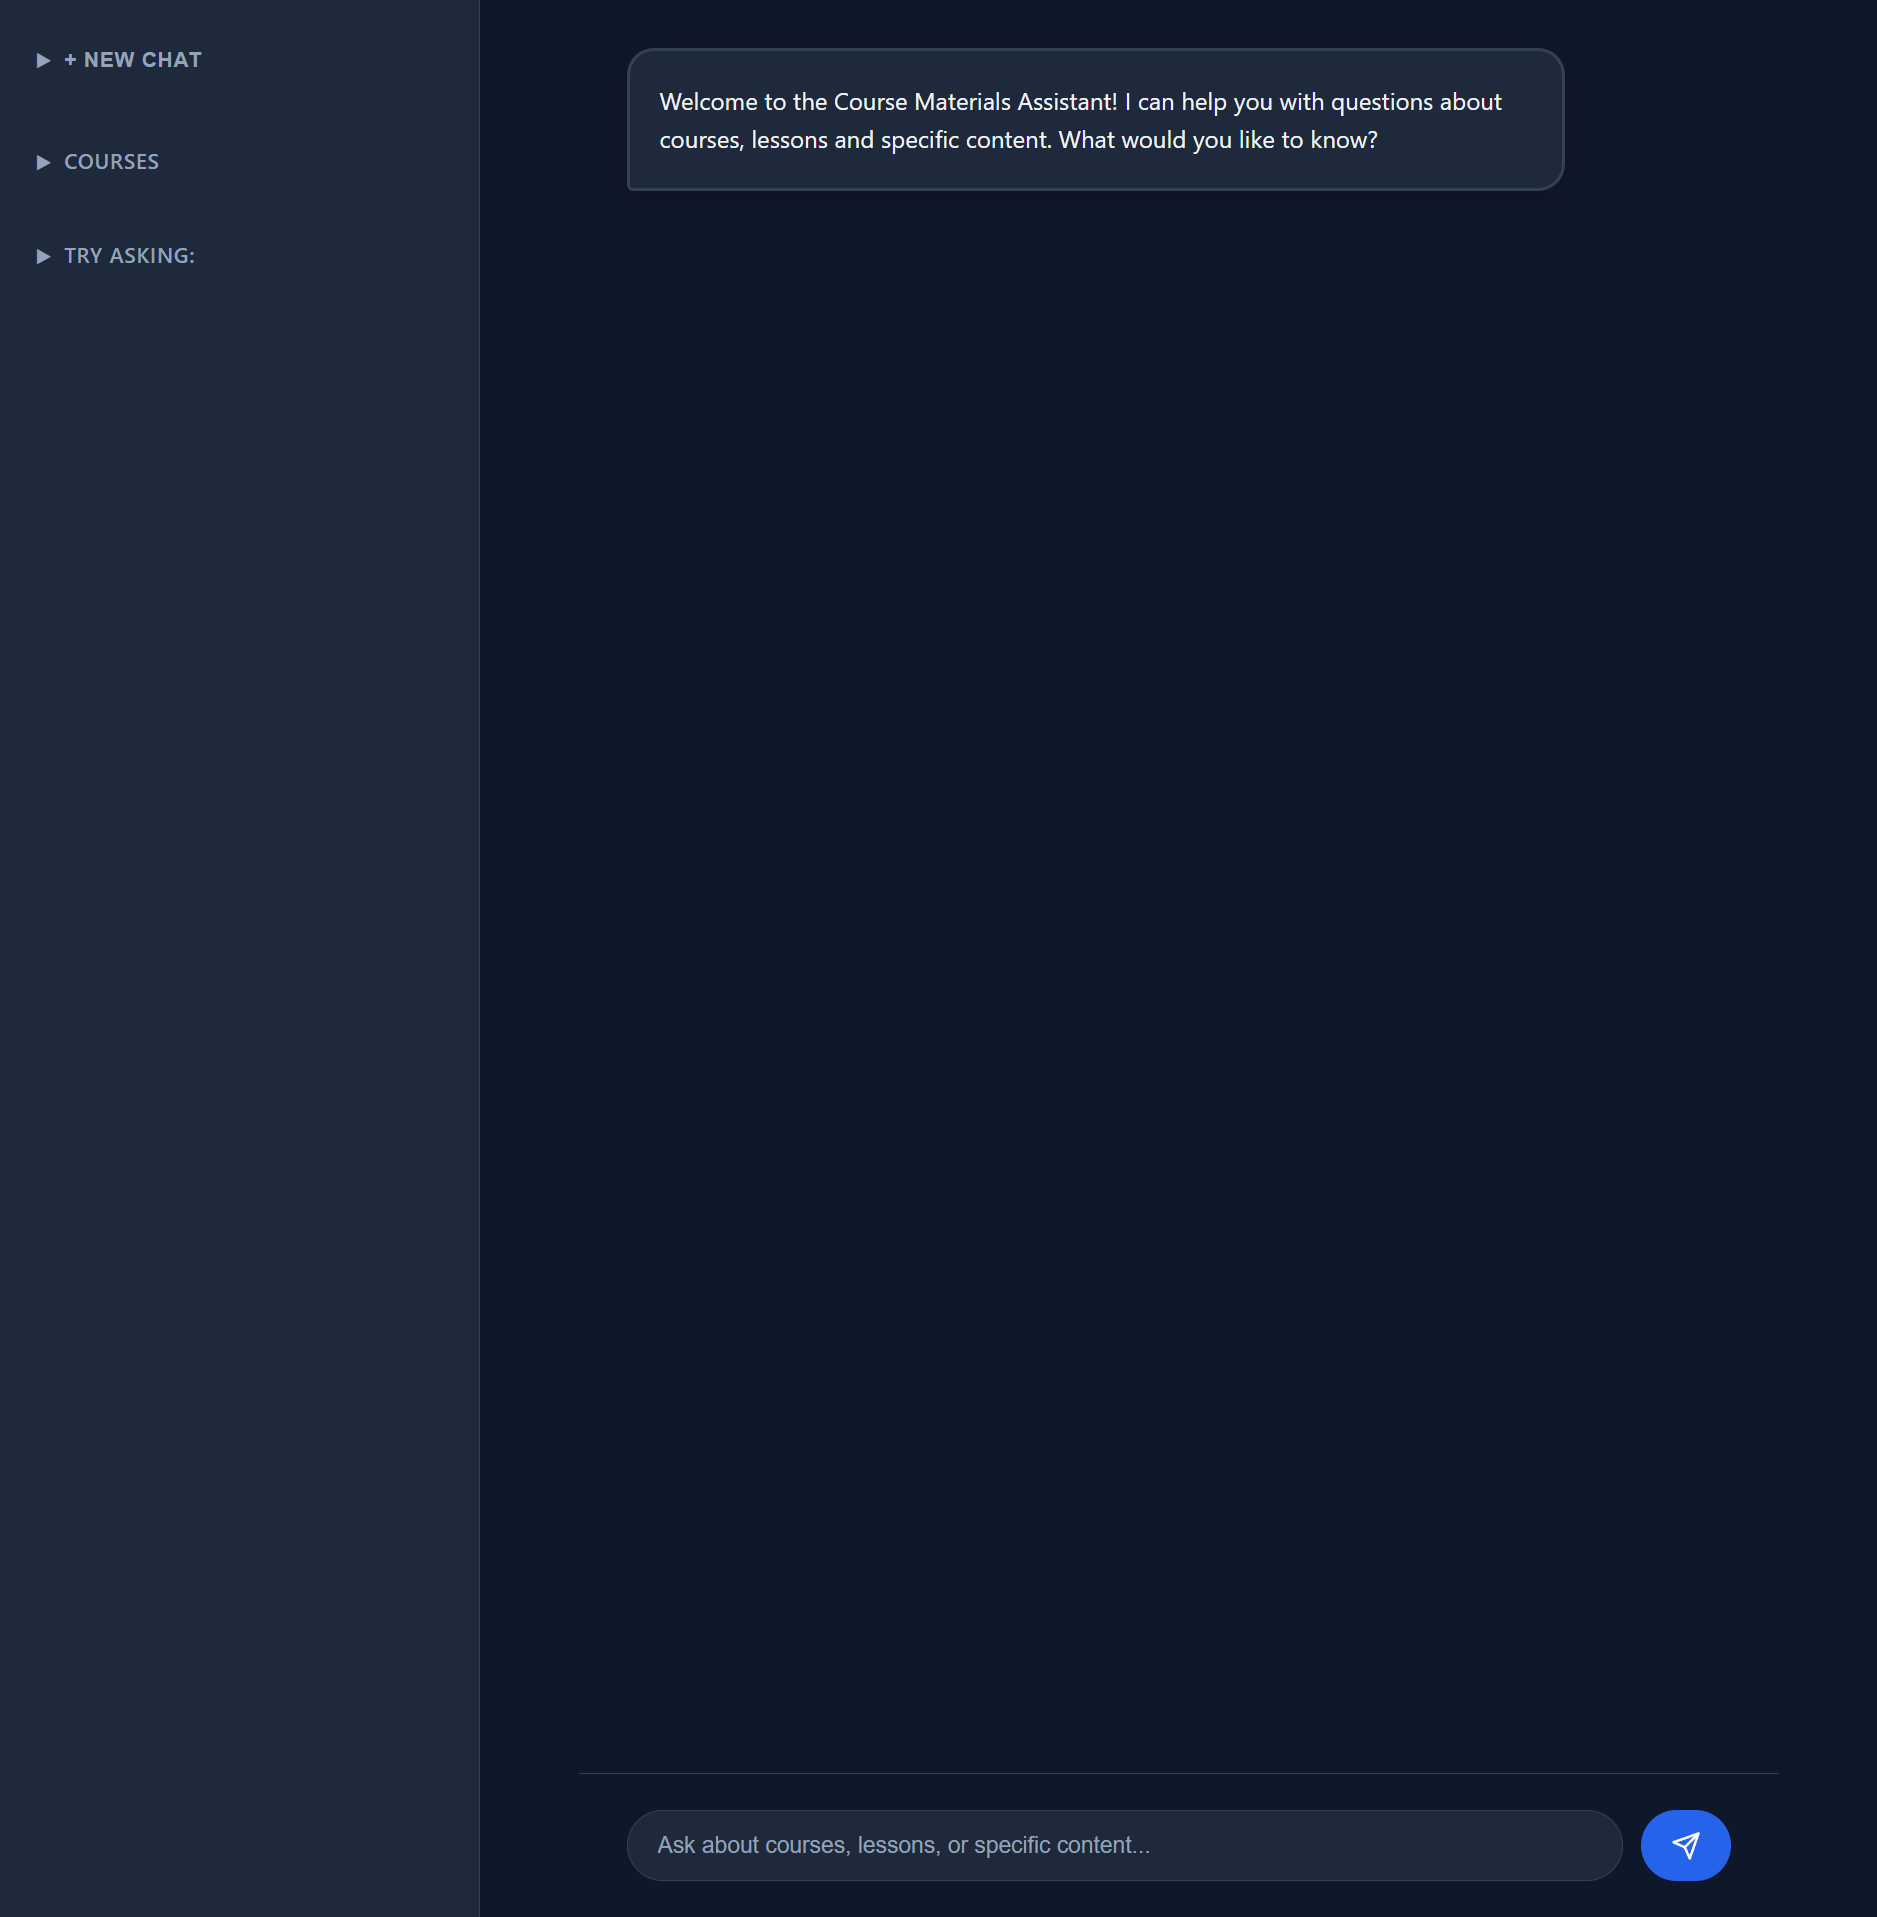 ▶ + NEW CHAT
▶ COURSES
▶ TRY ASKING:
Welcome to the Course Materials Assistant! I can help you with questions about
courses, lessons and specific content. What would you like to know?
Ask about courses, lessons, or specific content...